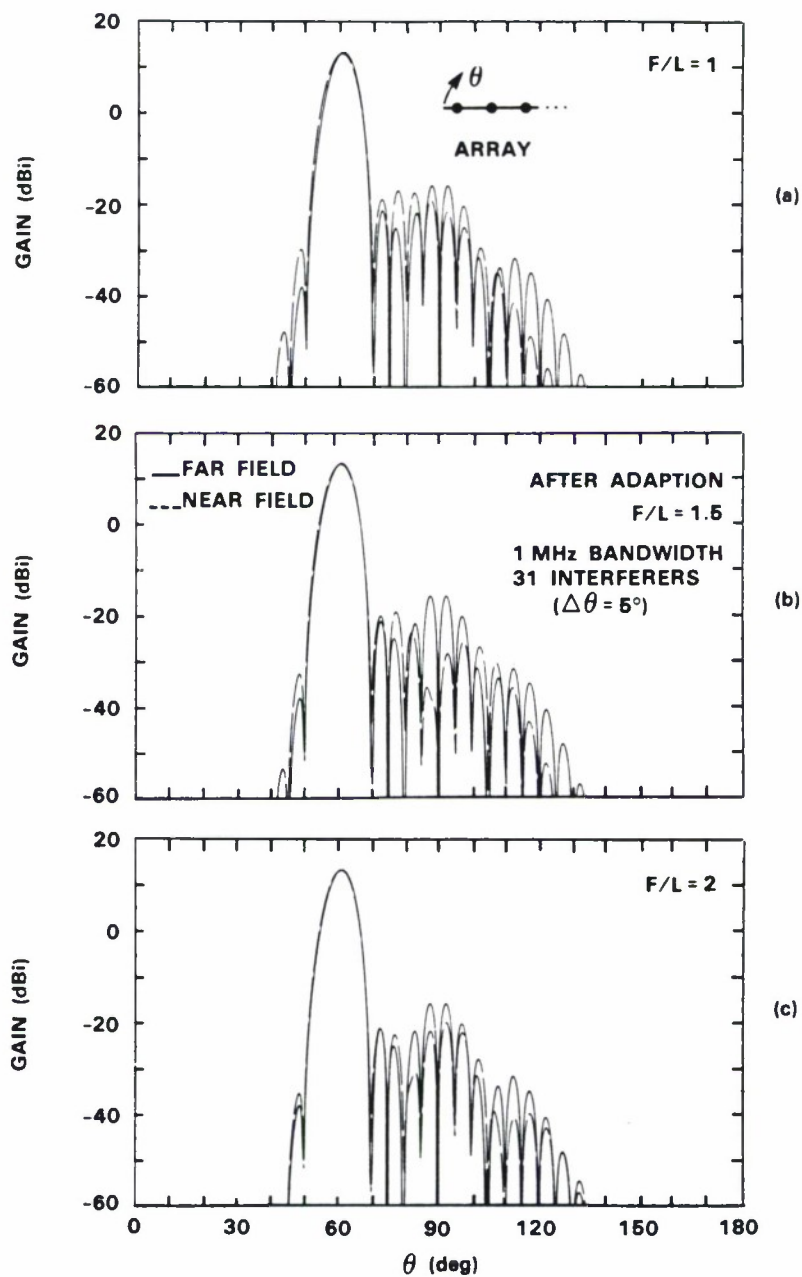 20
0
-20
-40
-60
GAIN (dBi)
F/L = 1
θ
ARRAY
(a)
20
0
-20
-40
-60
GAIN (dBi)
FAR FIELD
NEAR FIELD
AFTER ADAPTION
F/L = 1.5
1 MHz BANDWIDTH
31 INTERFERERS
(Δθ = 5°)
(b)
20
0
-20
-40
-60
GAIN (dBi)
F/L = 2
(c)
0 30 60 90 120 150 180
θ (deg)